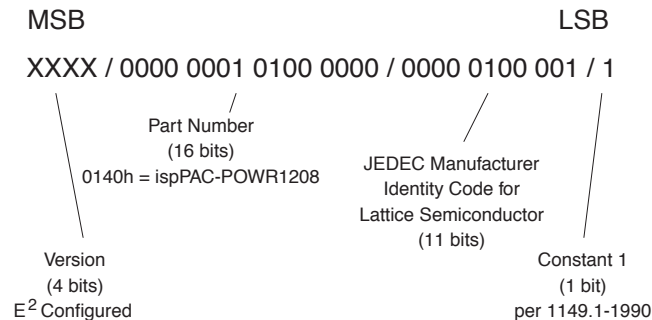 MSB LSB
XXXX / 0000 0001 0100 0000 / 0000 0100 001 / 1
Part Number
(16 bits)
0140h = ispPAC-POWR1208
JEDEC Manufacturer
Identity Code for
Lattice Semiconductor
(11 bits)
Version
(4 bits)
E2 Configured
Constant 1
(1 bit)
per 1149.1-1990